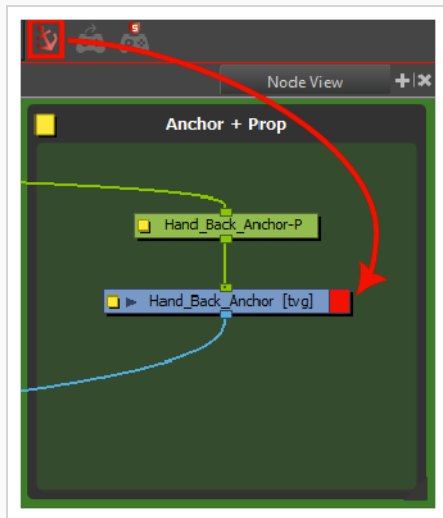 S
Node View
Anchor + Prop
Hand_Back_Anchor-P
Hand_Back_Anchor [tvg]